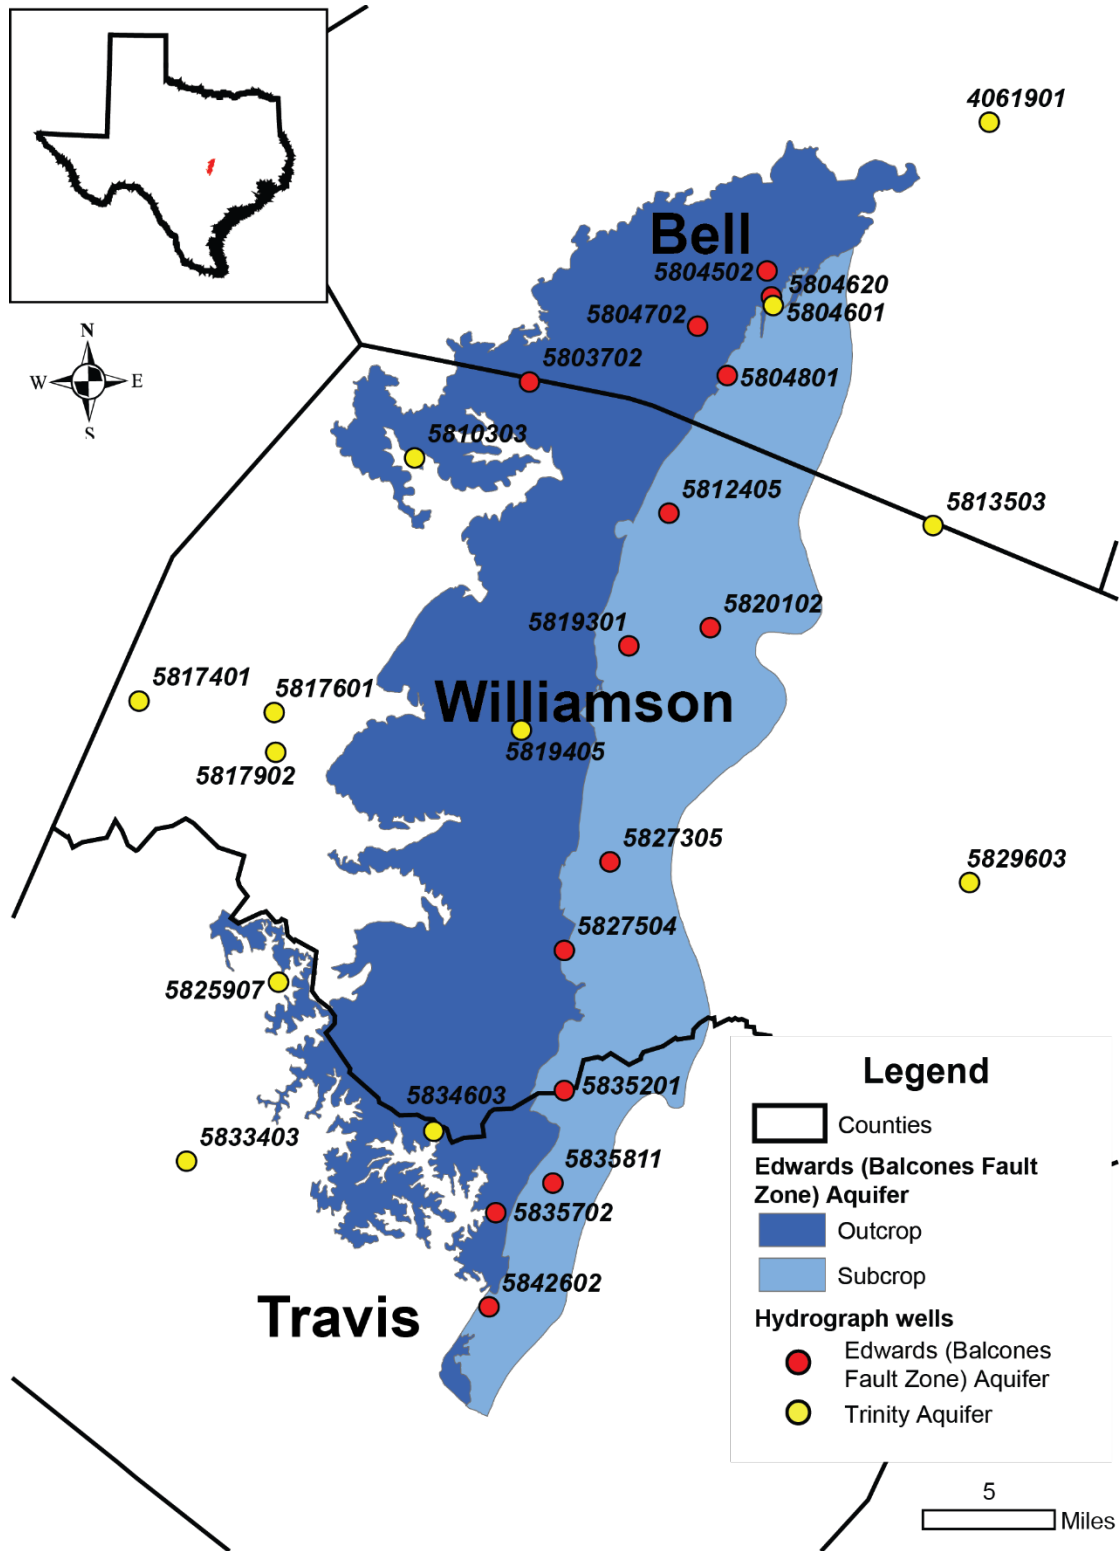 4061901
Bell
5804502
5804620
5804601
5804702
5803702
5804801
N
W
E
S
5810303
5812405
5813503
5820102
5819301
5817401
5817601
Williamson
5819405
5817902
5827305
5829603
5827504
5825907
5834603
5835201
5833403
5835811
5835702
5842602
Travis
Legend
Counties
Edwards (Balcones Fault
Zone) Aquifer
Outcrop
Subcrop
Hydrograph wells
Edwards (Balcones
Fault Zone) Aquifer
Trinity Aquifer
5
Miles